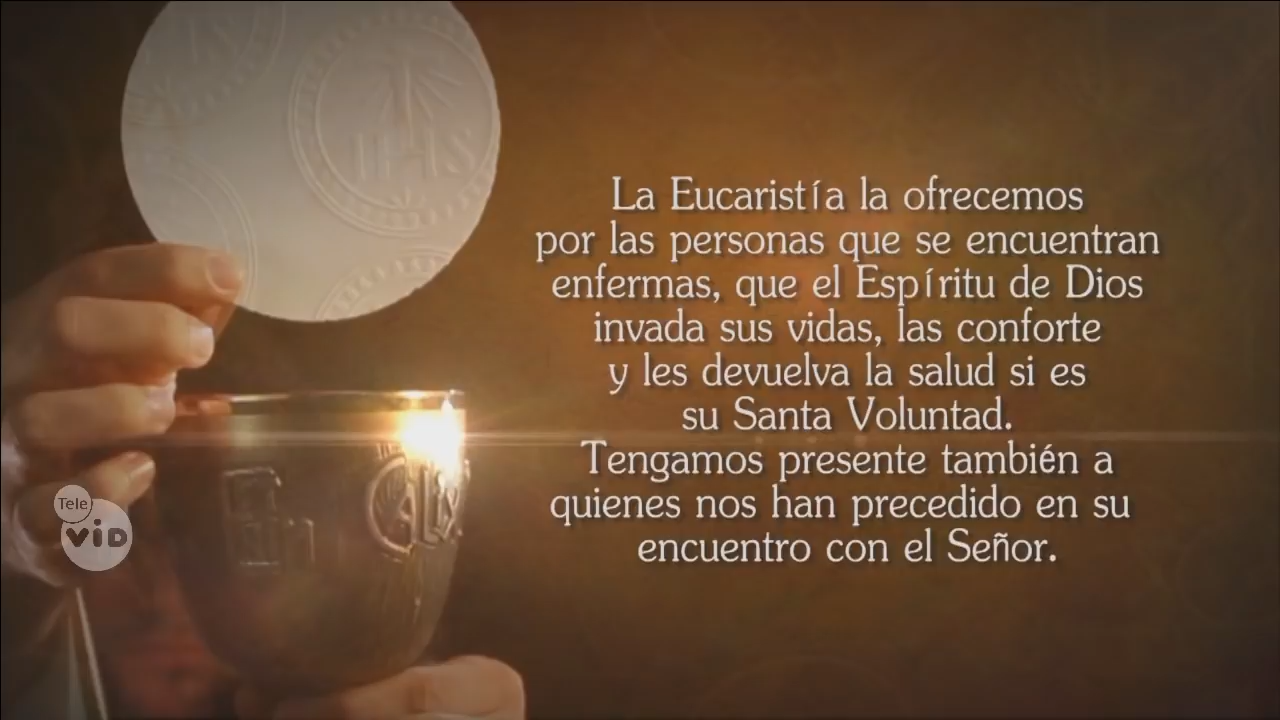 IHS
La Eucaristía la ofrecemos
por las personas que se encuentran
enfermas, que el Espíritu de Dios
invada sus vidas, las conforte
y les devuelva la salud si es
su Santa Voluntad.
Tengamos presente también a
quienes nos han precedido en su
encuentro con el Señor.
Tele
ViD